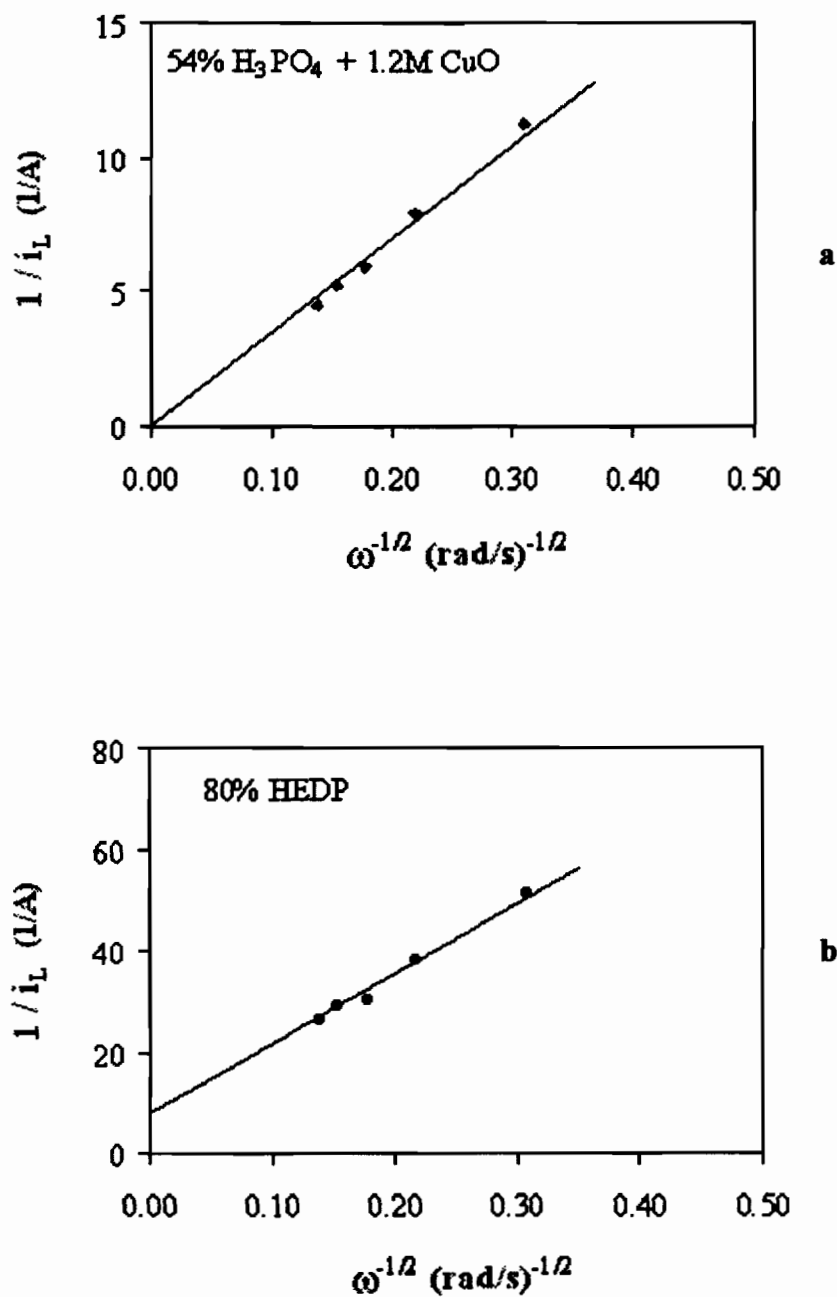 15
54% H₃PO₄ + 1.2M CuO
10
1 / i_L (1/A)
a
5
0
0.00 0.10 0.20 0.30 0.40 0.50
ω^-1/2 (rad/s)^-1/2
80
80% HEDP
60
1 / i_L (1/A)
40
b
20
0
0.00 0.10 0.20 0.30 0.40 0.50
ω^-1/2 (rad/s)^-1/2